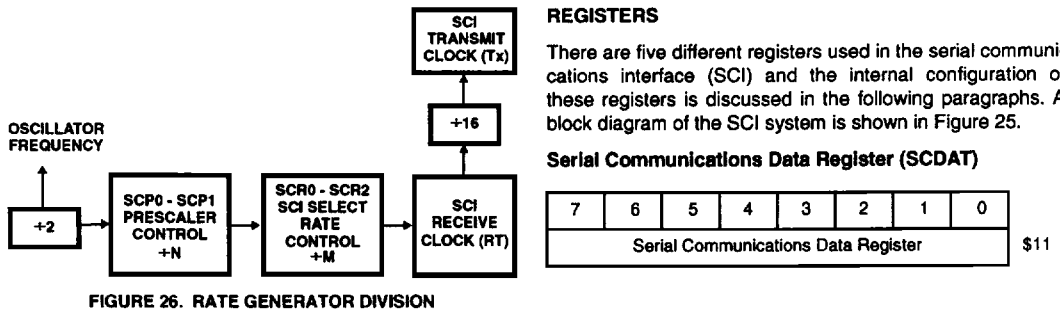 SCI
TRANSMIT
CLOCK (Tx)
÷16
OSCILLATOR
FREQUENCY
÷2
SCP0 - SCP1
PRESCALER
CONTROL
÷N
SCR0 - SCR2
SCI SELECT
RATE
CONTROL
÷M
SCI
RECEIVE
CLOCK (RT)
FIGURE 26. RATE GENERATOR DIVISION
REGISTERS
There are five different registers used in the serial communi-
cations interface (SCI) and the internal configuration o
these registers is discussed in the following paragraphs. A
block diagram of the SCI system is shown in Figure 25.
Serial Communications Data Register (SCDAT)
7 6 5 4 3 2 1 0
Serial Communications Data Register $11